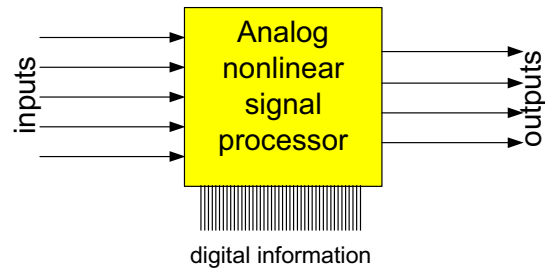 inputs
Analog
nonlinear
signal
processor
outputs
digital information